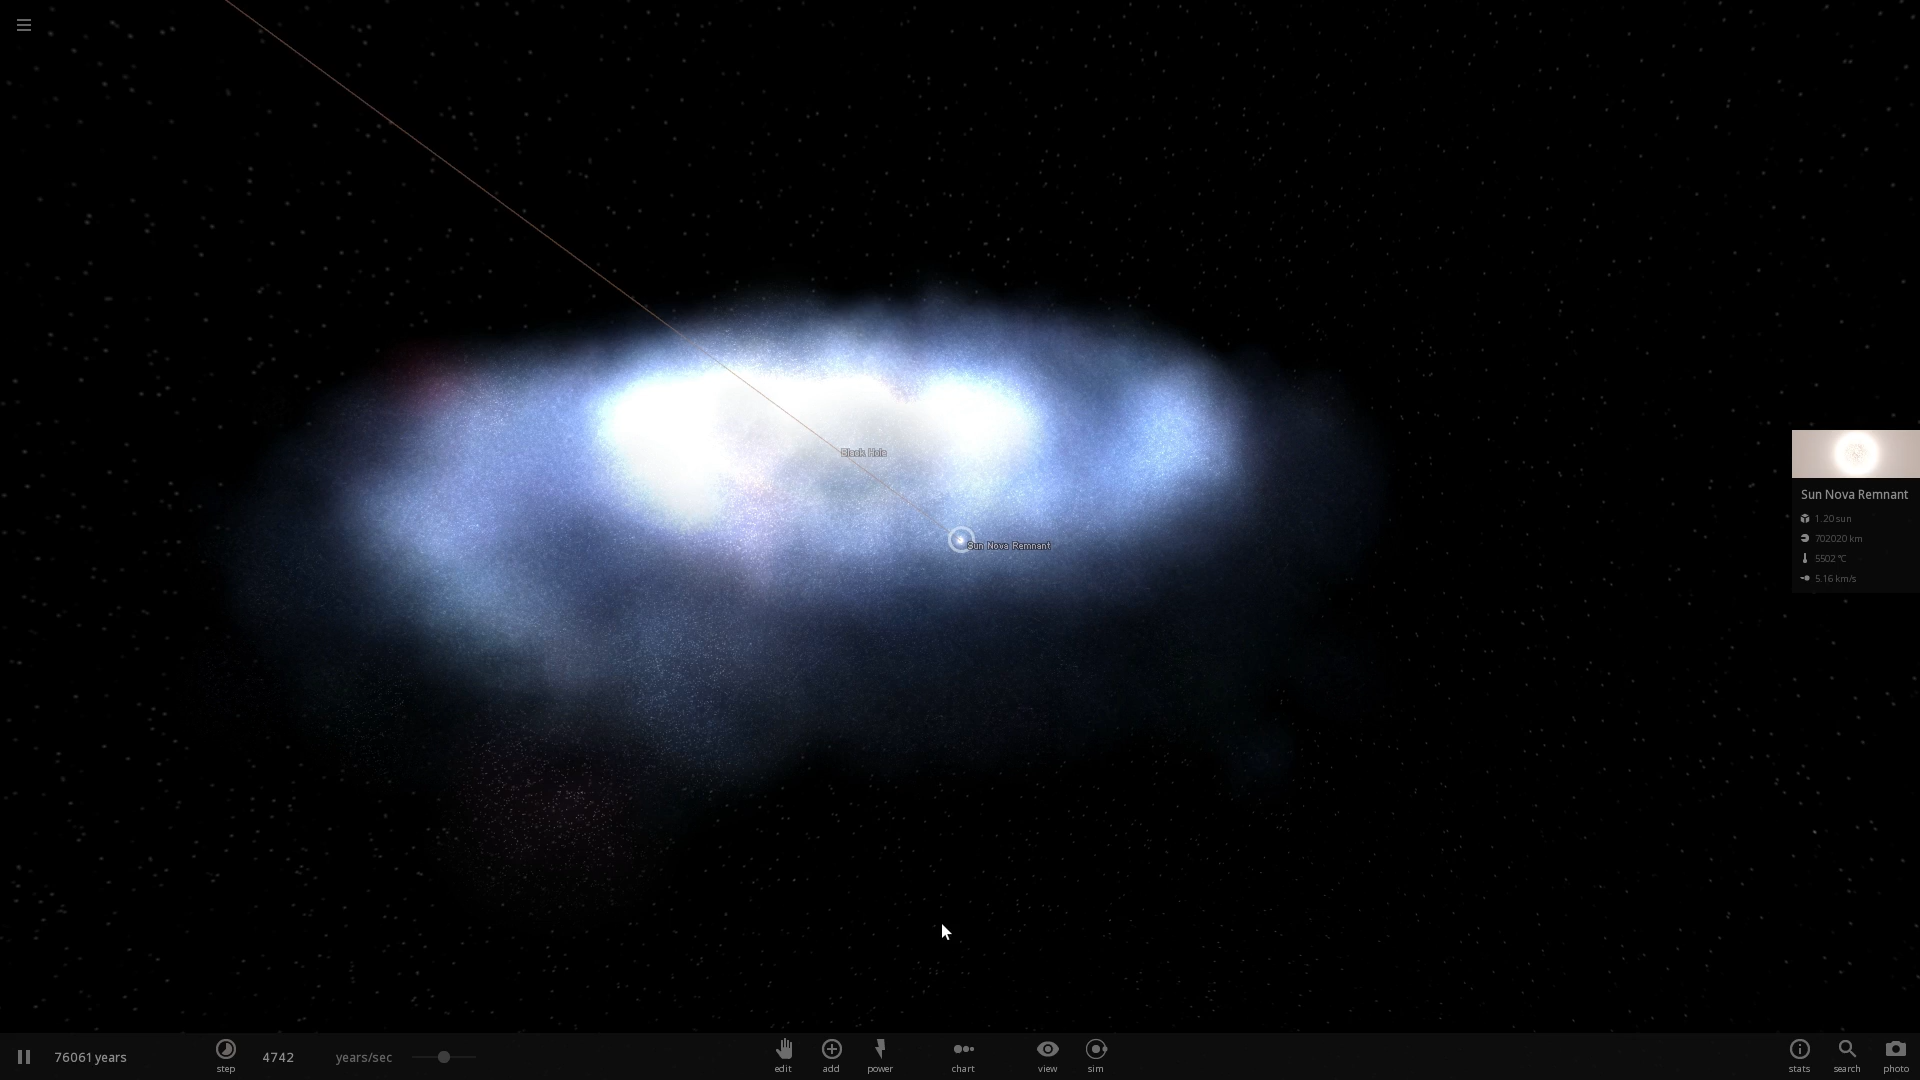 Black Hole
Sun Nova Remnant
Sun Nova Remnant
1.20 sun
702020 km
5502 °C
5.16 km/s
76061 years
step
4742
years/sec
edit
add
power
chart
view
sim
stats
search
photo